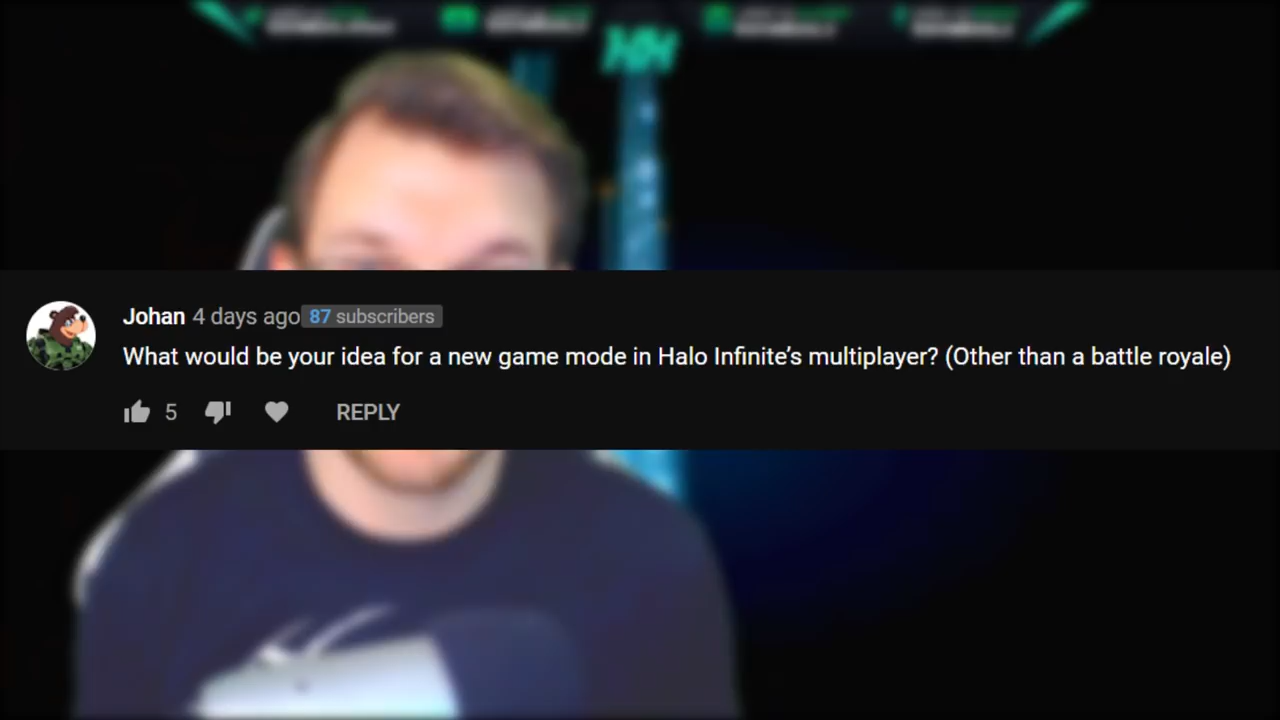 HH
Johan 4 days ago 87 subscribers
What would be your idea for a new game mode in Halo Infinite’s multiplayer? (Other than a battle royale)
5 REPLY